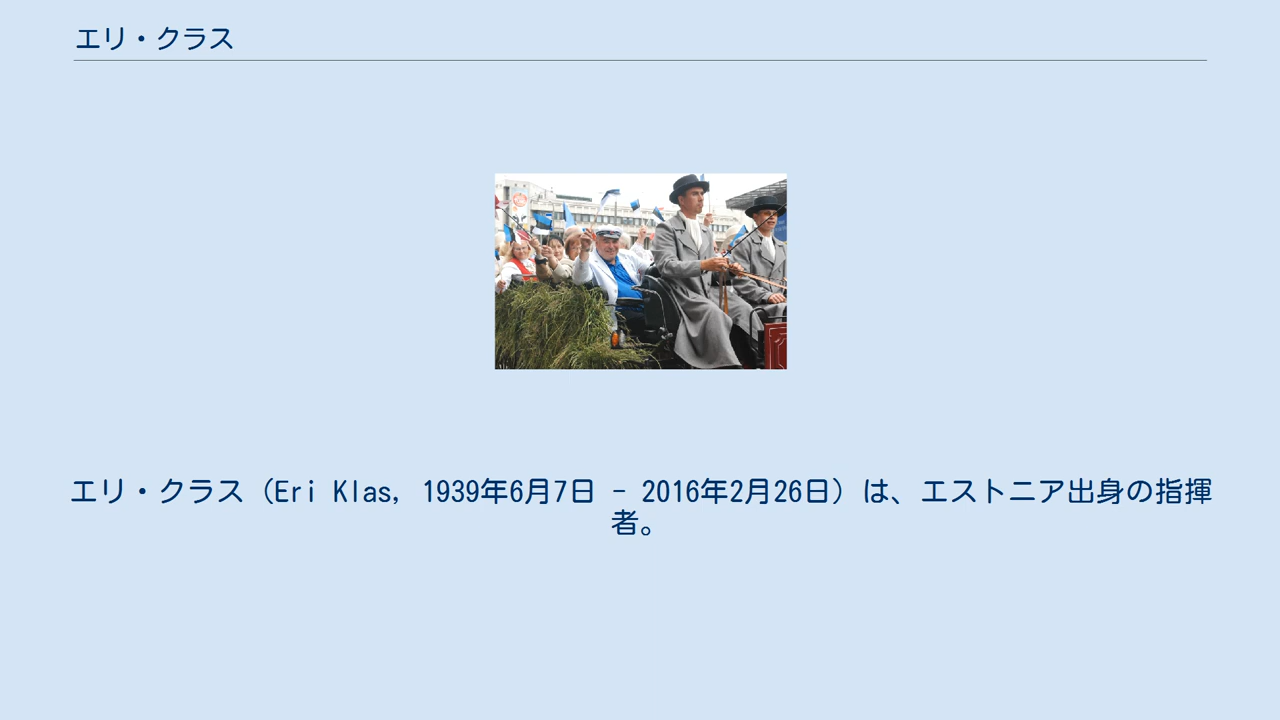 エリ・クラス
エリ・クラス（Eri Klas, 1939年6月7日 - 2016年2月26日）は、エストニア出身の指揮
者。